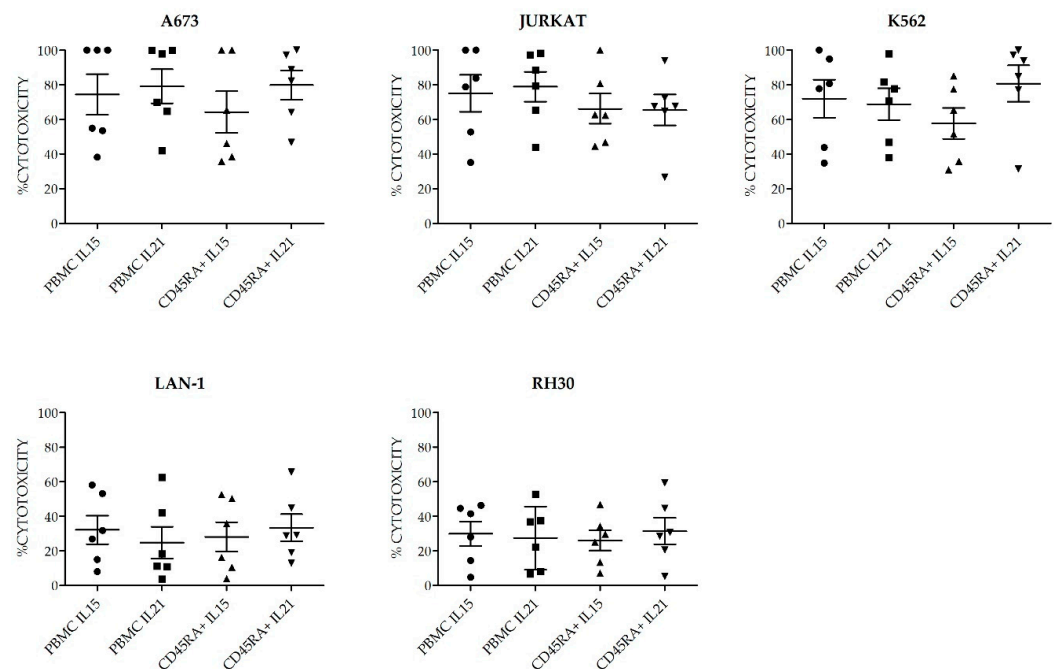 A673
%CYTOTOXICITY
100
80
60
40
20
0
PBMC IL15
PBMC IL21
CD45RA+ IL15
CD45RA+ IL21
JURKAT
% CYTOTOXICITY
100
80
60
40
20
0
PBMC IL15
PBMC IL21
CD45RA+ IL15
CD45RA+ IL21
K562
% CYTOTOXICITY
100
80
60
40
20
0
PBMC IL15
PBMC IL21
CD45RA+ IL15
CD45RA+ IL21
LAN-1
%CYTOTOXICITY
100
80
60
40
20
0
PBMC IL15
PBMC IL21
CD45RA+ IL15
CD45RA+ IL21
RH30
% CYTOTOXICITY
100
80
60
40
20
0
PBMC IL15
PBMC IL21
CD45RA+ IL15
CD45RA+ IL21